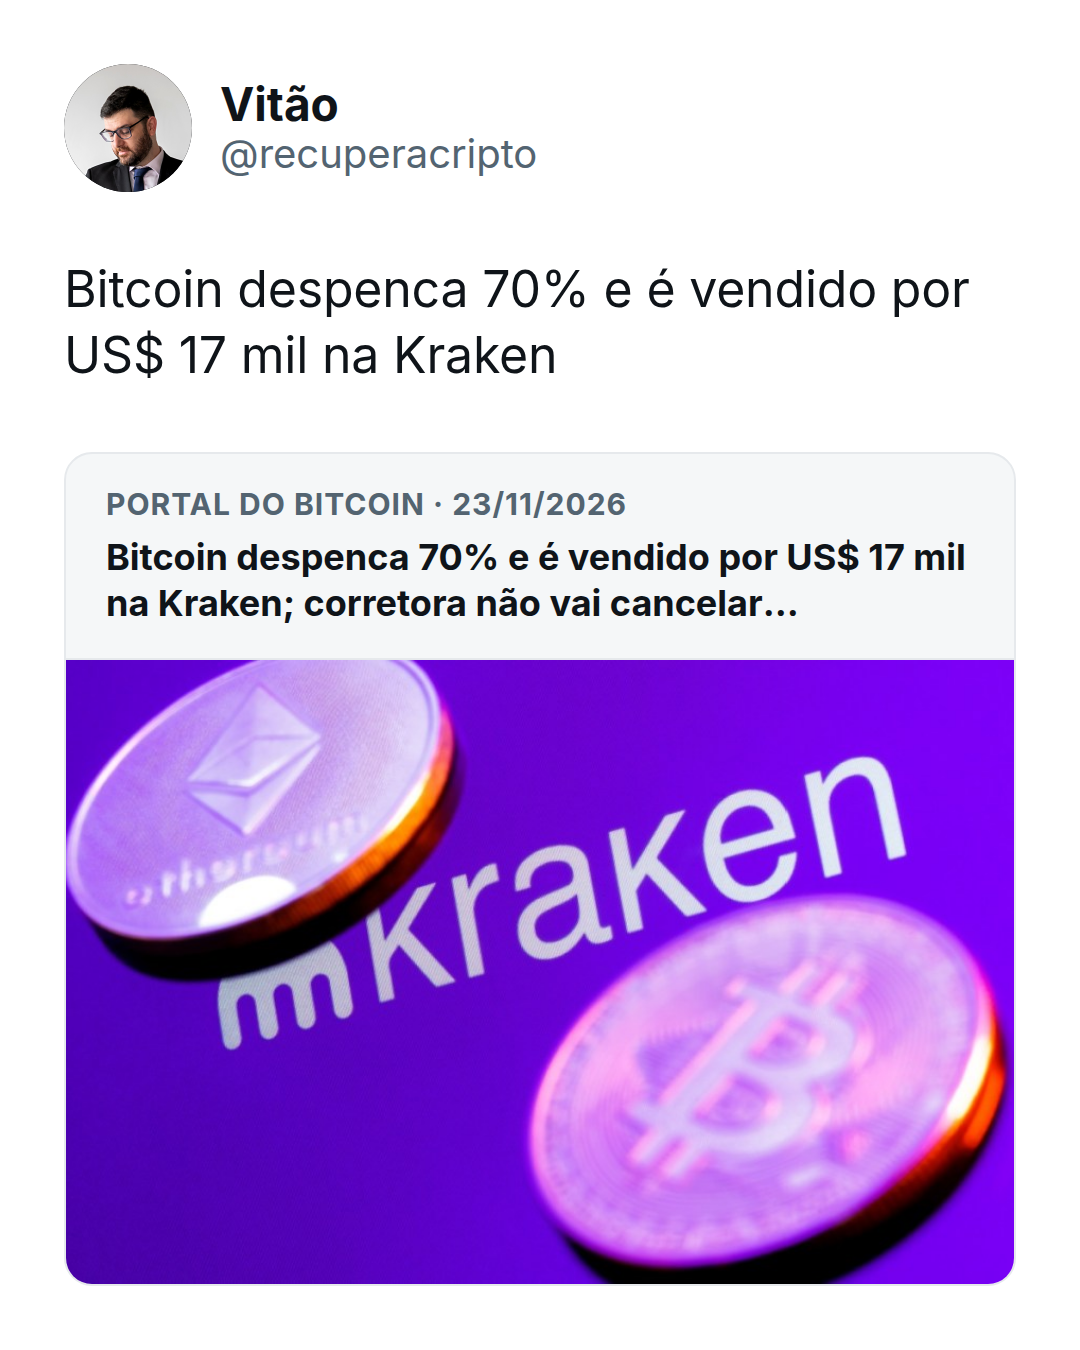 Vitão
@recuperacripto
Bitcoin despenca 70% e é vendido por
US$ 17 mil na Kraken
PORTAL DO BITCOIN · 23/11/2026
Bitcoin despenca 70% e é vendido por US$ 17 mil
na Kraken; corretora não vai cancelar...
ethereum
kraken